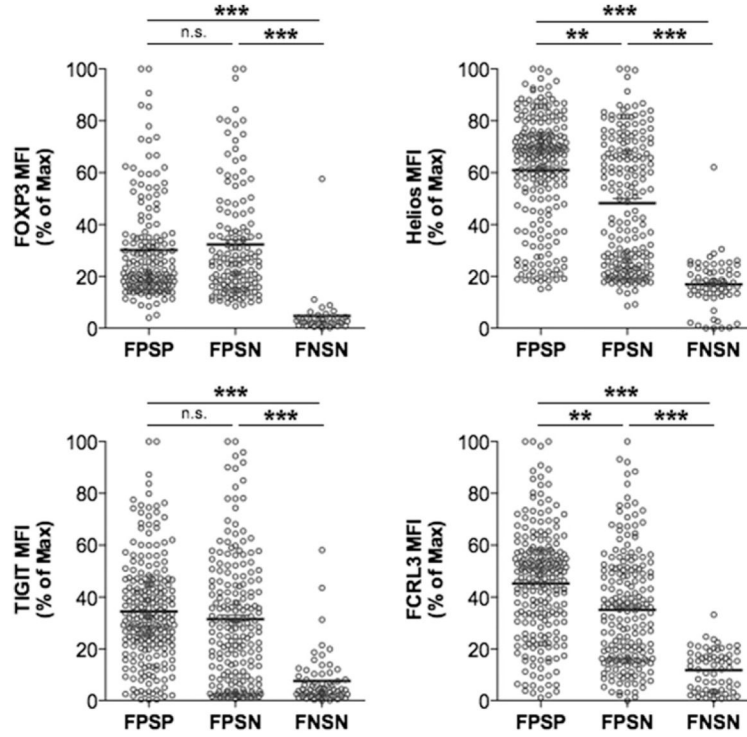 ***
n.s. ***
FOXP3 MFI
(% of Max)
100
80
60
40
20
0
FPSP FPSN FNSN
***
** ***
Helios MFI
(% of Max)
100
80
60
40
20
0
FPSP FPSN FNSN
***
n.s. ***
TIGIT MFI
(% of Max)
100
80
60
40
20
0
FPSP FPSN FNSN
***
** ***
FCRL3 MFI
(% of Max)
100
80
60
40
20
0
FPSP FPSN FNSN